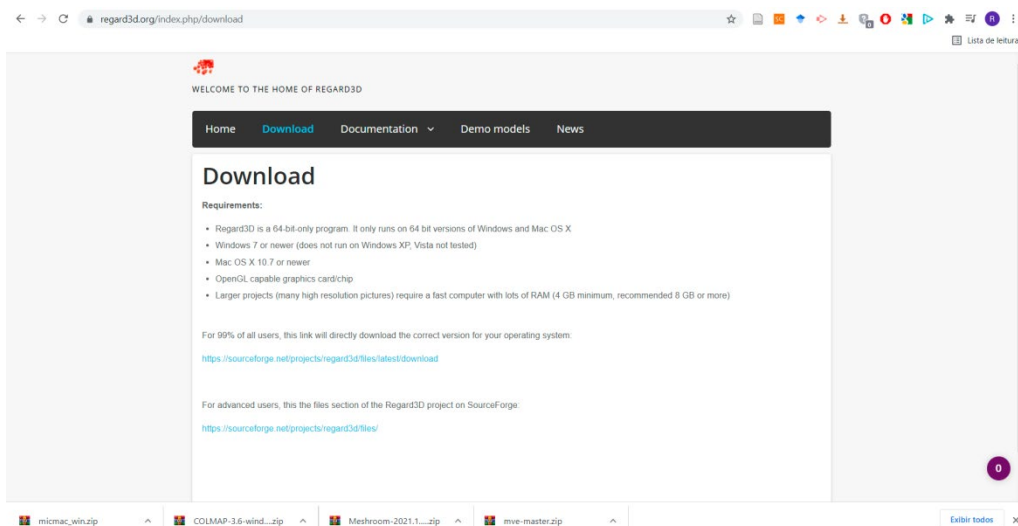 regard3d.org/index.php/download
Lista de leitura
WELCOME TO THE HOME OF REGARD3D
Home Download Documentation Demo models News
Download
Requirements:
• Regard3D is a 64-bit-only program. It only runs on 64 bit versions of Windows and Mac OS X
• Windows 7 or newer (does not run on Windows XP, Vista not tested)
• Mac OS X 10.7 or newer
• OpenGL capable graphics card/chip
• Larger projects (many high resolution pictures) require a fast computer with lots of RAM (4 GB minimum, recommended 8 GB or more)
For 99% of all users, this link will directly download the correct version for your operating system:
https://sourceforge.net/projects/regard3d/files/latest/download
For advanced users, this the files section of the Regard3D project on SourceForge:
https://sourceforge.net/projects/regard3d/files/
0
micmac_win.zip COLMAP-3.6-wind....zip Meshroom-2021.1....zip mve-master.zip Exibir todos